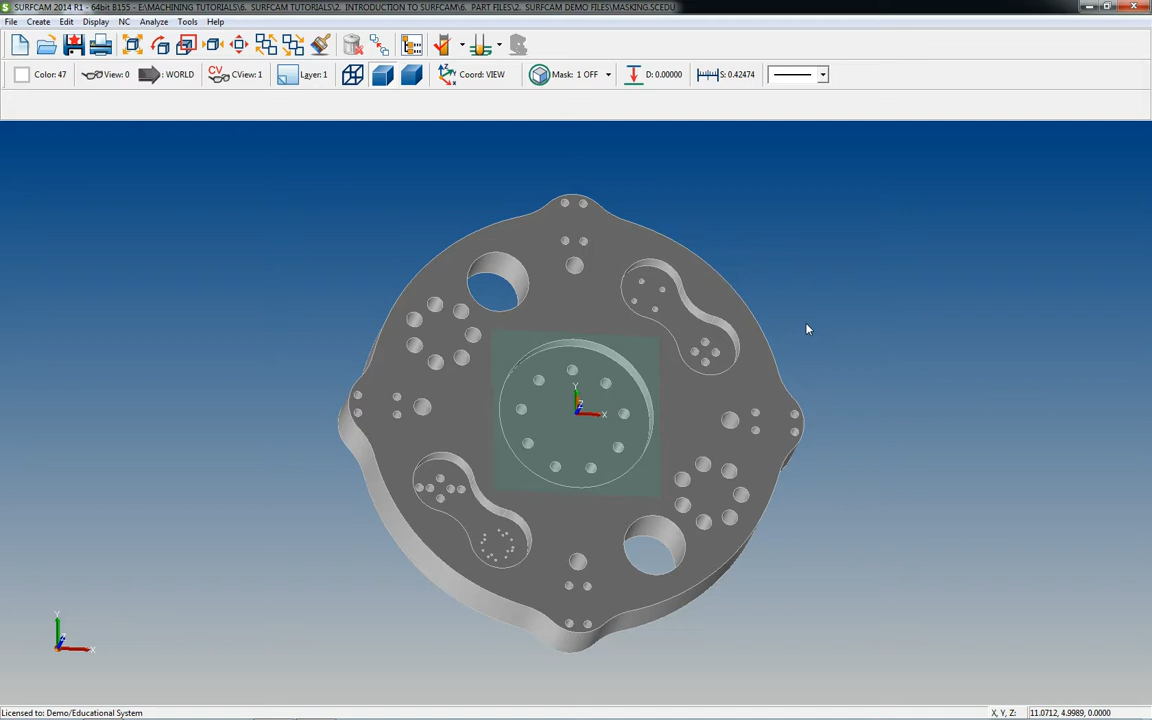 SURFCAM 2014 R1 - 64bit B155 - E:\MACHINING TUTORIALS\6. SURFCAM TUTORIALS\2. INTRODUCTION TO SURFCAM\6. PART FILES\2. SURFCAM DEMO FILES\MASKING.SCEDU
File Create Edit Display NC Analyze Tools Help
Color: 47 View: 0 : WORLD CV CView: 1 Layer: 1 Coord: VIEW Mask: 1 OFF D: 0.00000 S: 0.42474
Y
Z
X
Y
Z
X
Licensed to: Demo/Educational System X, Y, Z: 11.0712, 4.9989, 0.0000